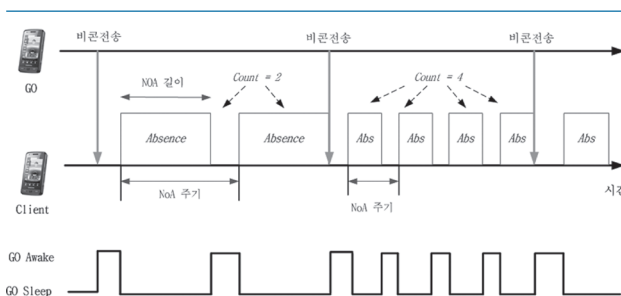 비콘전송 비콘전송 비콘전송
GO
NOA 길이 Count = 2 Count = 4
Absence Absence Abs Abs Abs Abs Abs
NoA 주기 NoA 주기 시간
Client
GO Awake
GO Sleep